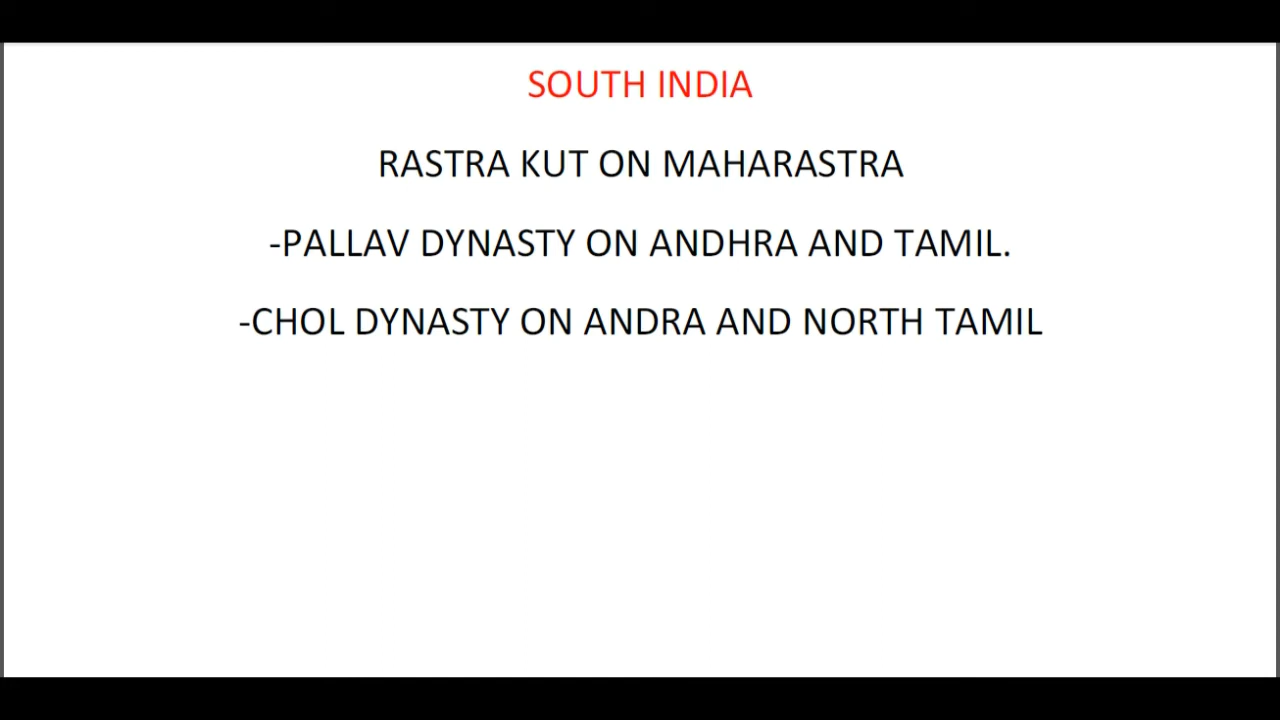 SOUTH INDIA
RASTRA KUT ON MAHARASTRA
-PALLAV DYNASTY ON ANDHRA AND TAMIL.
-CHOL DYNASTY ON ANDRA AND NORTH TAMIL